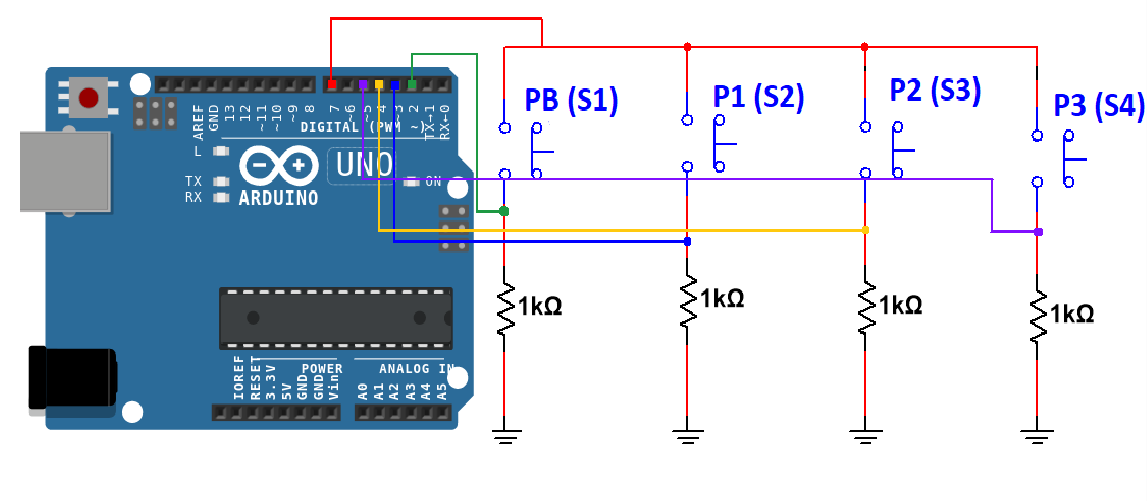 PB (S1)
P1 (S2)
P2 (S3)
P3 (S4)
AREF
GND
13
12
~11
~10
~9
8
7
~6
~5
4
~3
2
TX→1
RX←0
DIGITAL (PWM ~)
L
TX
RX
UNO
ON
ARDUINO
1kΩ
1kΩ
1kΩ
1kΩ
IOREF
RESET
3.3V
5V
GND
GND
Vin
POWER
ANALOG IN
A0
A1
A2
A3
A4
A5